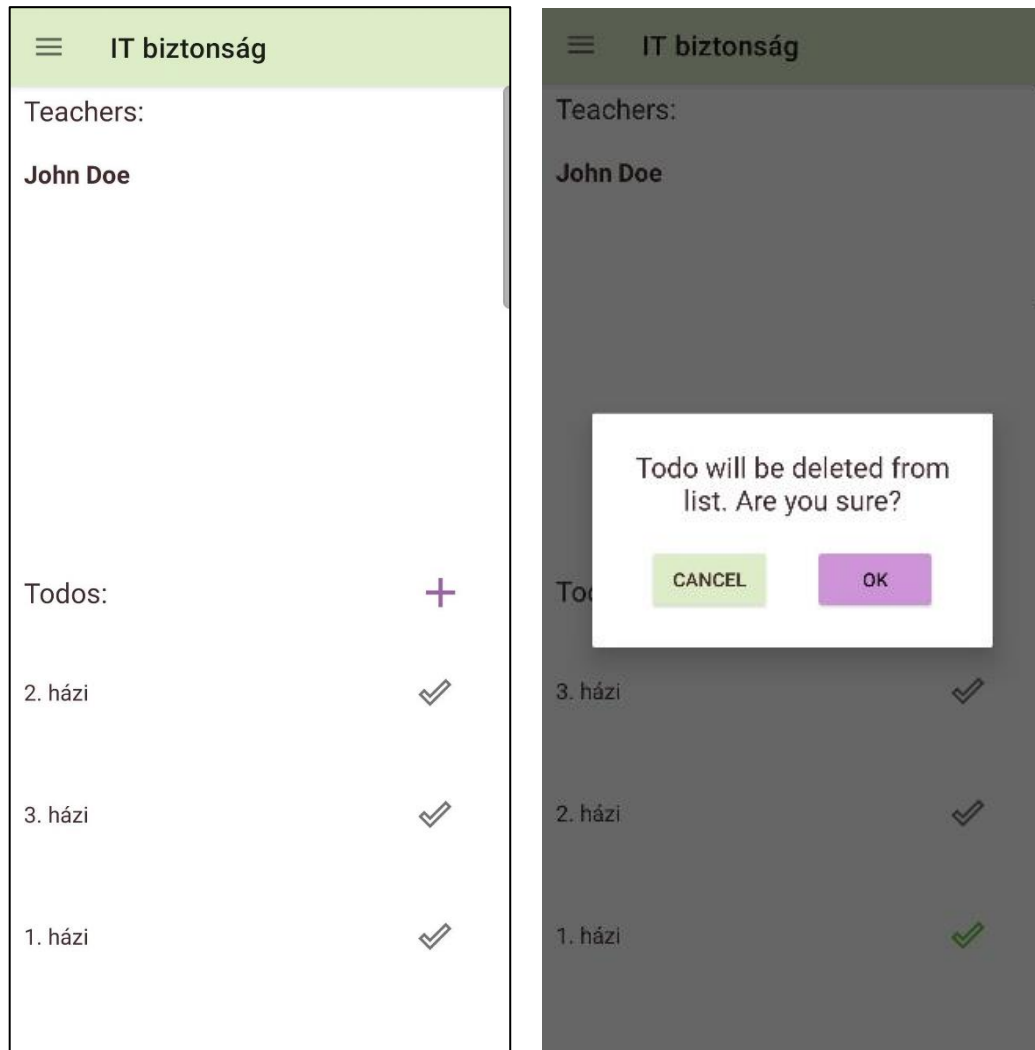 IT biztonság
Teachers:
John Doe
Todos:
2. házi
3. házi
1. házi
IT biztonság
Teachers:
John Doe
Todo will be deleted from
list. Are you sure?
CANCEL
OK
To
3. házi
2. házi
1. házi